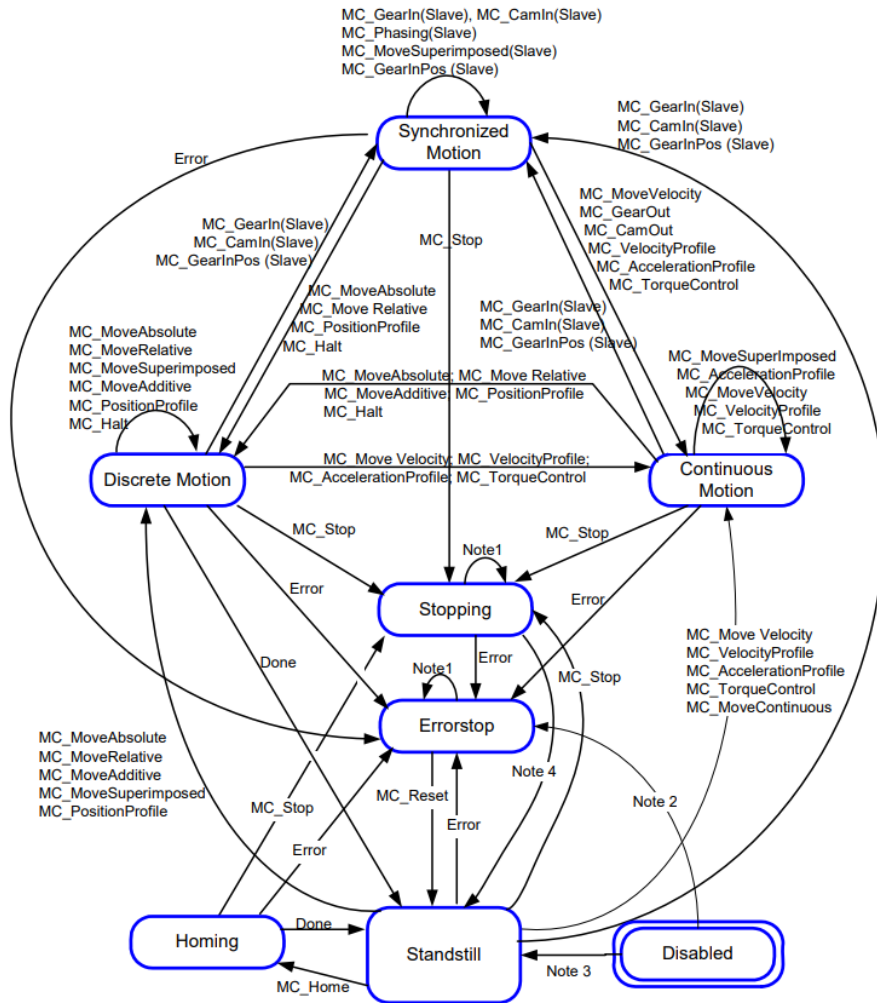 MC_GearIn(Slave), MC_CamIn(Slave)
MC_Phasing(Slave)
MC_MoveSuperimposed(Slave)
MC_GearInPos (Slave)
Synchronized
Motion
MC_GearIn(Slave)
MC_CamIn(Slave)
MC_GearInPos (Slave)
Error
MC_GearIn(Slave)
MC_CamIn(Slave)
MC_GearInPos (Slave)
MC_Stop
MC_MoveVelocity
MC_GearOut
MC_CamOut
MC_VelocityProfile
MC_AccelerationProfile
MC_TorqueControl
MC_MoveAbsolute
MC_Move Relative
MC_PositionProfile
MC_Halt
MC_GearIn(Slave)
MC_CamIn(Slave)
MC_GearInPos (Slave)
MC_MoveAbsolute
MC_MoveRelative
MC_MoveSuperimposed
MC_MoveAdditive
MC_PositionProfile
MC_Halt
MC_MoveAbsolute; MC_Move Relative
MC_MoveAdditive; MC_PositionProfile
MC_Halt
MC_MoveSuperImposed
MC_AccelerationProfile
MC_MoveVelocity
MC_VelocityProfile
MC_TorqueControl
Discrete Motion
MC_Move Velocity; MC_VelocityProfile;
MC_AccelerationProfile; MC_TorqueControl
Continuous
Motion
MC_Stop
Note1
MC_Stop
Error
Stopping
Error
Done
Note1
Error
MC_Stop
MC_Move Velocity
MC_VelocityProfile
MC_AccelerationProfile
MC_TorqueControl
MC_MoveContinuous
Errorstop
MC_MoveAbsolute
MC_MoveRelative
MC_MoveAdditive
MC_MoveSuperimposed
MC_PositionProfile
MC_Stop
MC_Reset
Note 4
Note 2
Error
Error
Homing
Done
Standstill
Disabled
Note 3
MC_Home